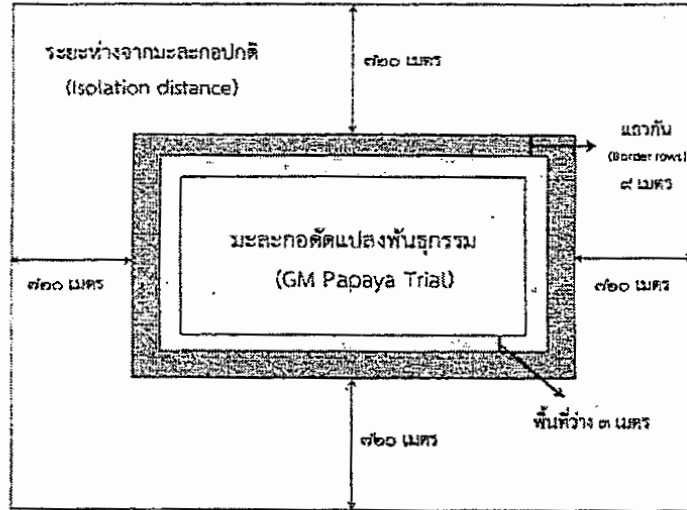 ระยะห่างจากมะละกอปกติ
(Isolation distance)
๗๒๐ เมตร
แถวกัน
(Border rows)
๙ เมตร
มะละกอดัดแปลงพันธุกรรม
(GM Papaya Trial)
๗๒๐ เมตร
๗๒๐ เมตร
พื้นที่ว่าง ๓ เมตร
๗๒๐ เมตร